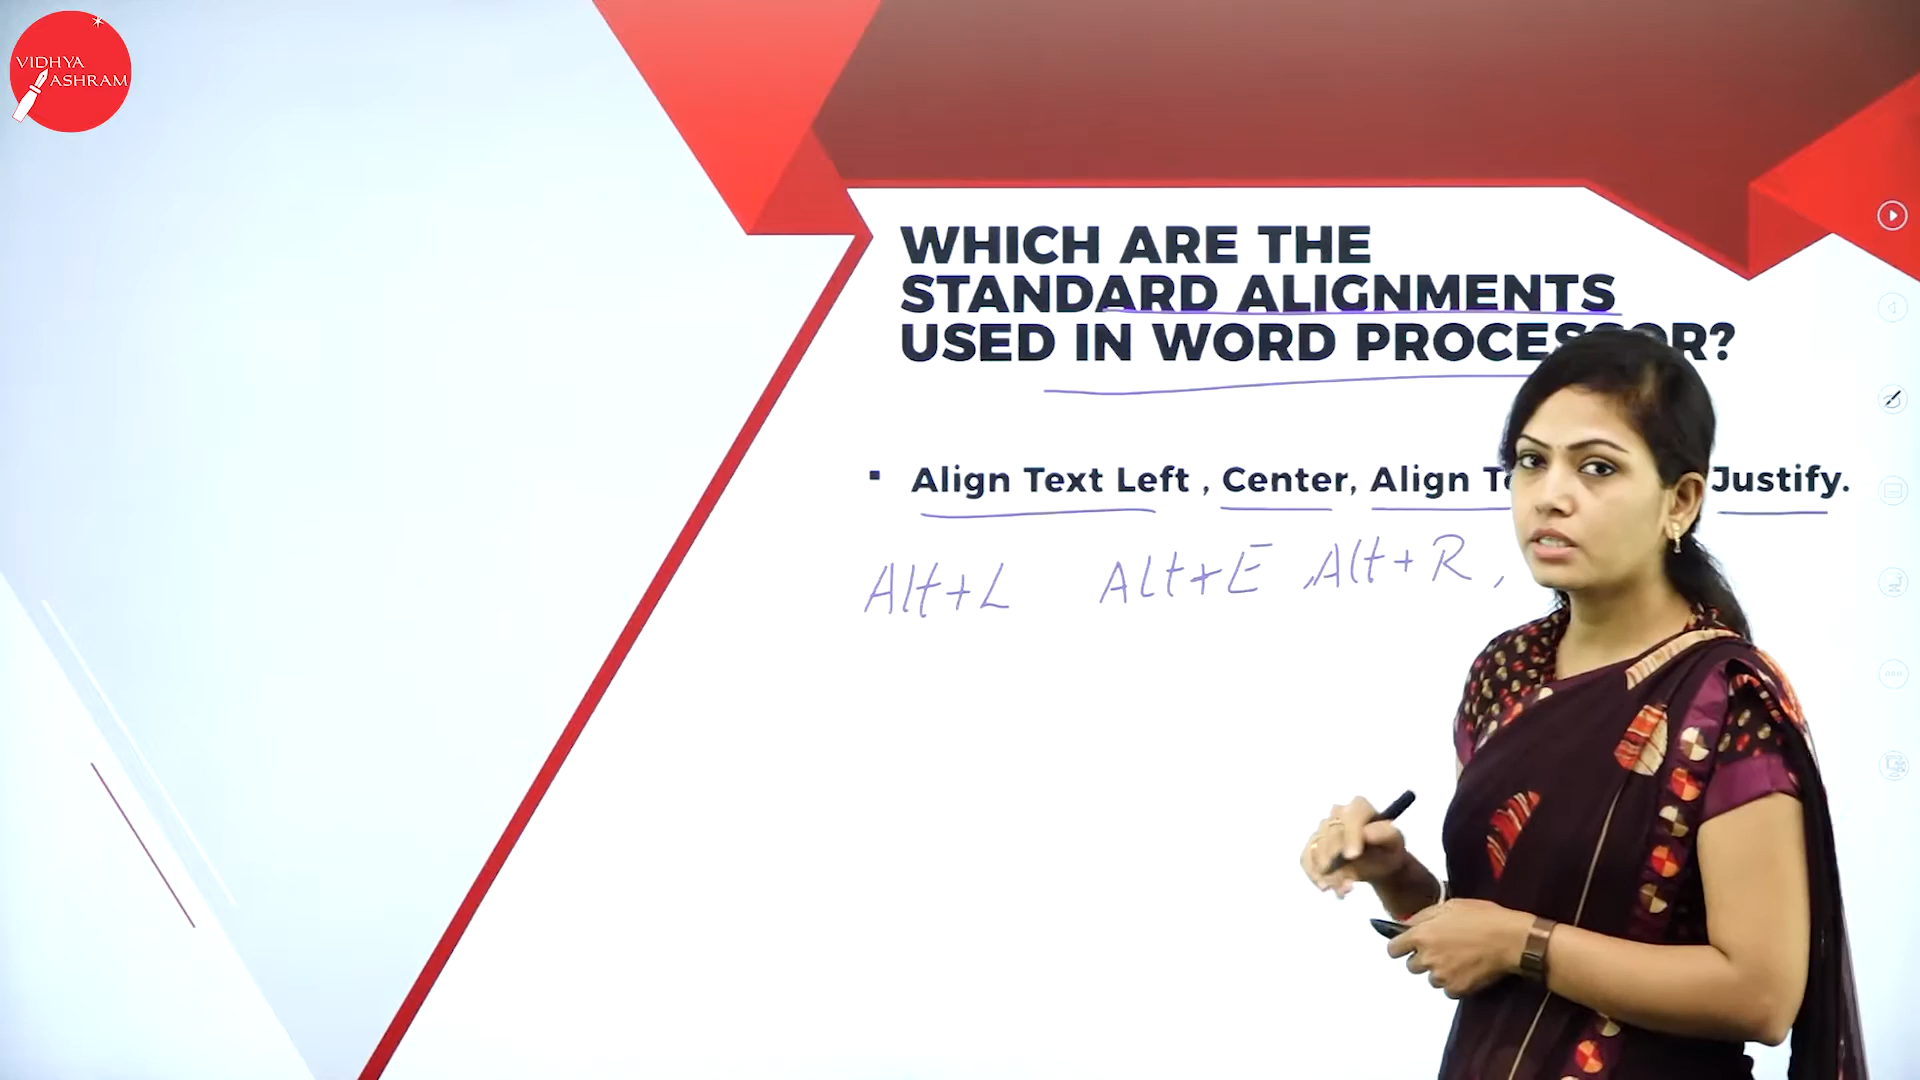 VIDHYA
ASHRAM
WHICH ARE THE
STANDARD ALIGNMENTS
USED IN WORD PROCESSOR?
▪ Align Text Left , Center, Align Justify.
Alt+L Alt+E , Alt+R ,